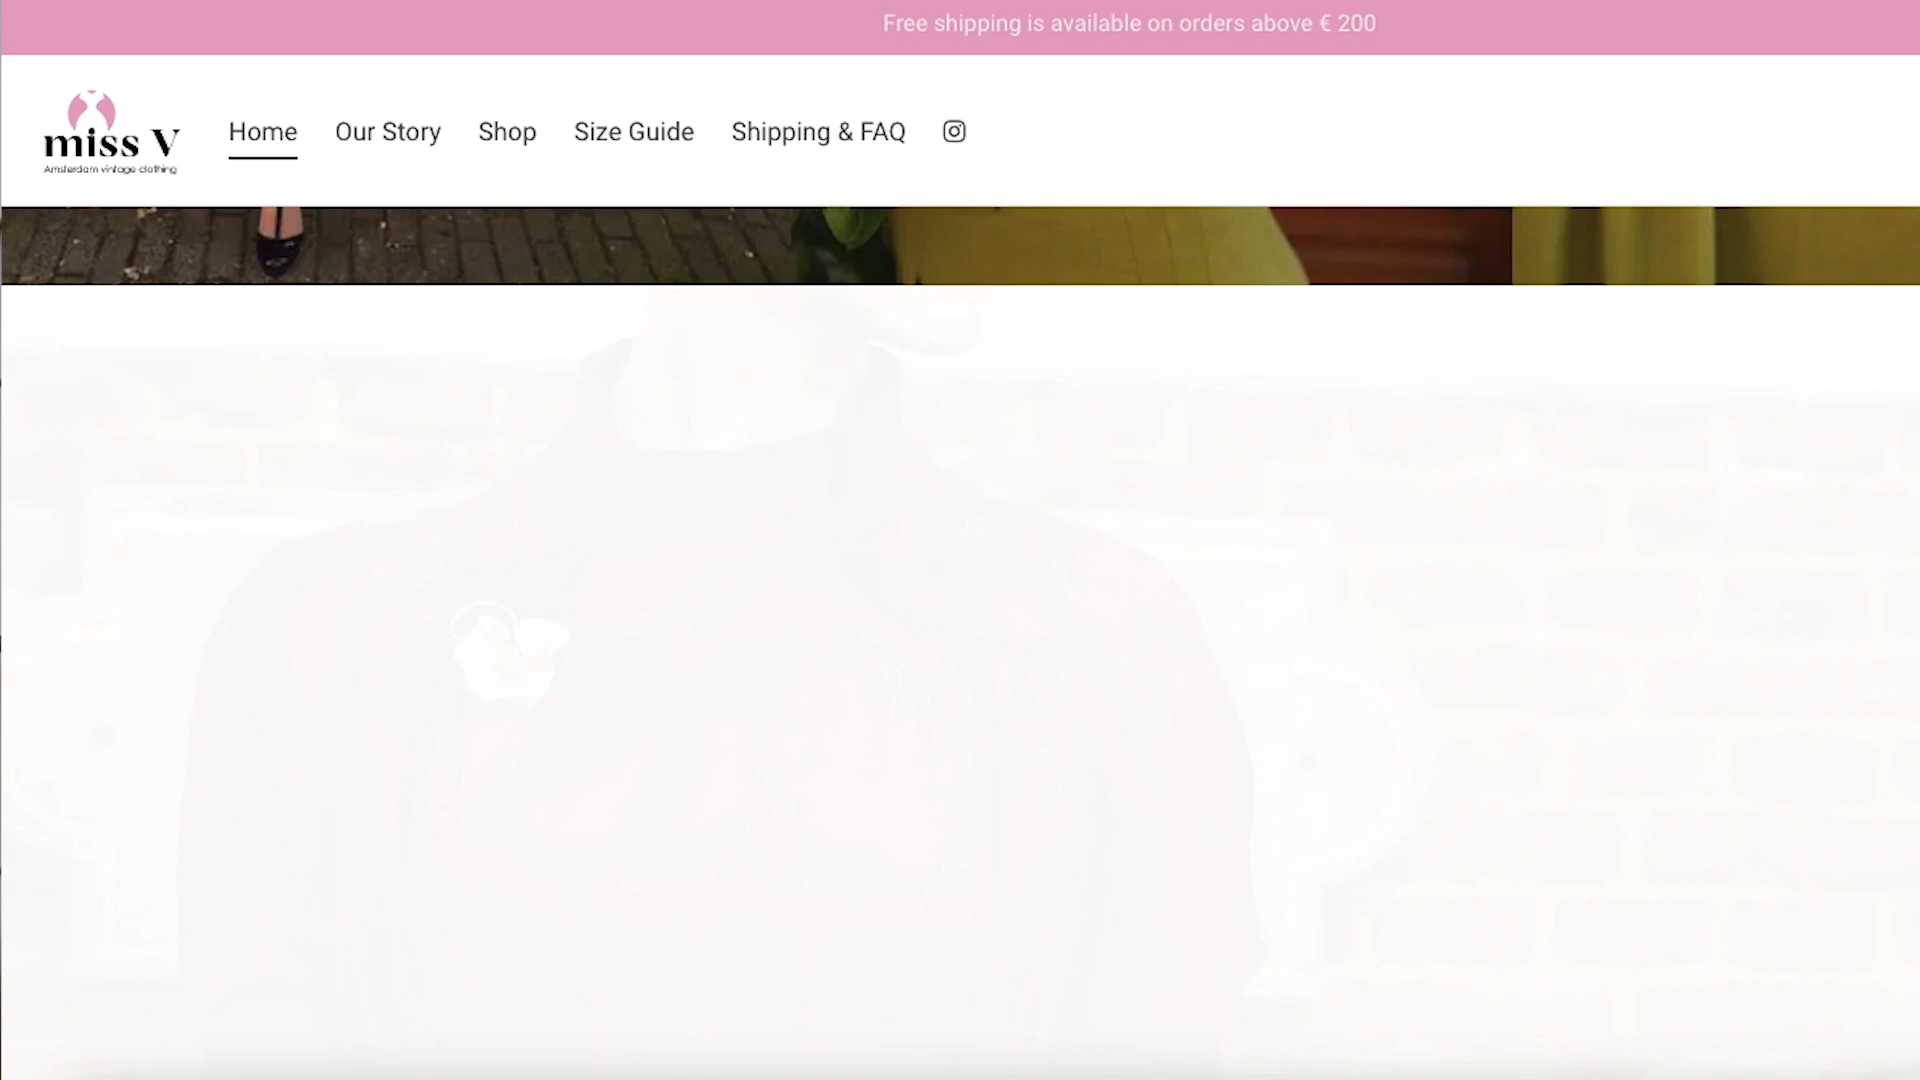 Free shipping is available on orders above € 200
miss V
Amsterdam vintage clothing
Home
Our Story
Shop
Size Guide
Shipping & FAQ